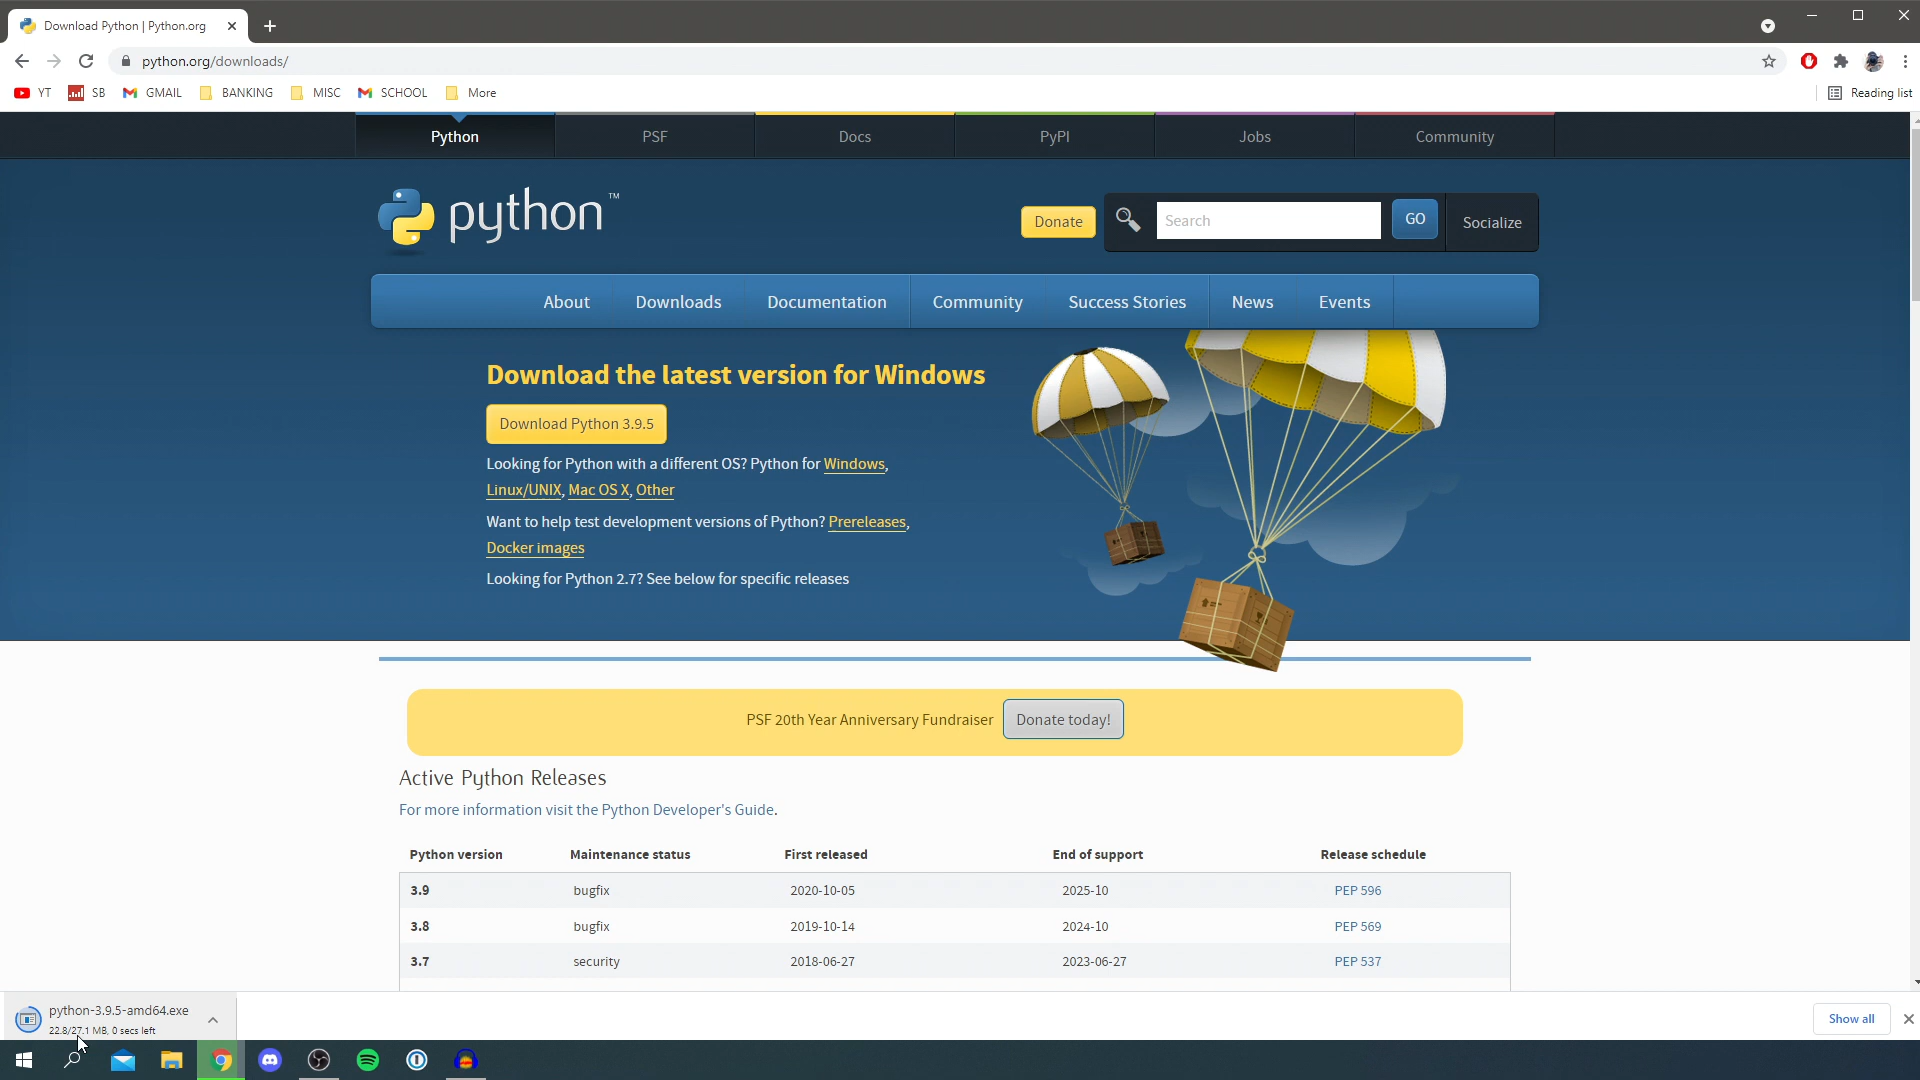 Download Python | Python.org
python.org/downloads/
YT SB GMAIL BANKING MISC SCHOOL More Reading list
Python PSF Docs PyPI Jobs Community
python™
Donate Search GO Socialize
About Downloads Documentation Community Success Stories News Events
Download the latest version for Windows
Download Python 3.9.5
Looking for Python with a different OS? Python for Windows,
Linux/UNIX, Mac OS X, Other
Want to help test development versions of Python? Prereleases,
Docker images
Looking for Python 2.7? See below for specific releases
PSF 20th Year Anniversary Fundraiser Donate today!
Active Python Releases
For more information visit the Python Developer's Guide.
Python version Maintenance status First released End of support Release schedule
3.9 bugfix 2020-10-05 2025-10 PEP 596
3.8 bugfix 2019-10-14 2024-10 PEP 569
3.7 security 2018-06-27 2023-06-27 PEP 537
python-3.9.5-amd64.exe
22.8/27.1 MB, 0 secs left
Show all